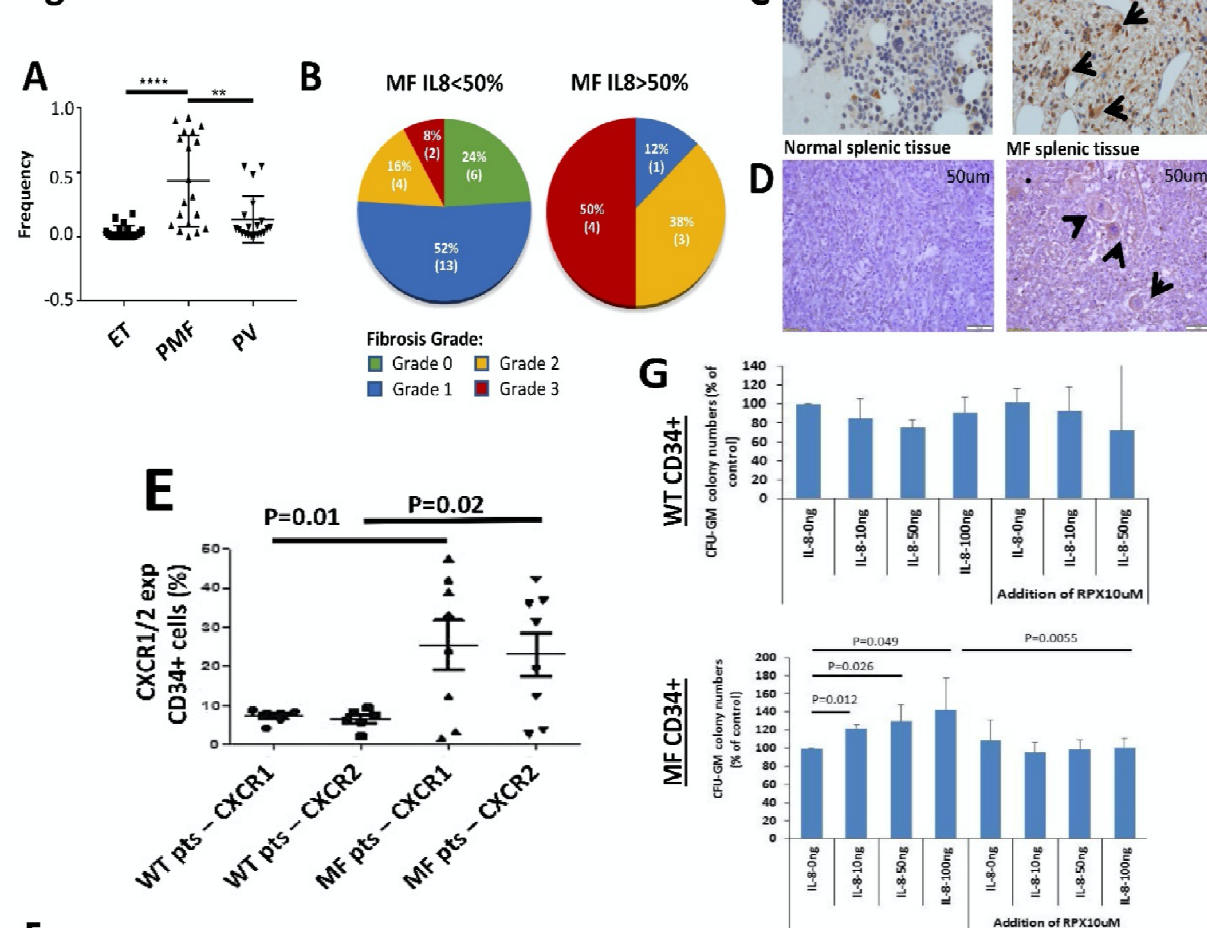 A
****
**
Frequency
1.0
0.5
0.0
-0.5
ET
PMF
PV
B
MF IL8<50%
MF IL8>50%
8%
(2)
24%
(6)
16%
(4)
52%
(13)
12%
(1)
50%
(4)
38%
(3)
Fibrosis Grade:
Grade 0
Grade 2
Grade 1
Grade 3
Normal splenic tissue
MF splenic tissue
D
50um
50um
E
P=0.01
P=0.02
CXCR1/2 exp
CD34+ cells (%)
40
30
20
10
0
WT pts – CXCR1
WT pts – CXCR2
MF pts – CXCR1
MF pts – CXCR2
G
WT CD34+
CFU-GM colony numbers (% of
control)
140
120
100
80
60
40
20
0
IL-8-0ng
IL-8-10ng
IL-8-50ng
IL-8-100ng
IL-8-0ng
IL-8-10ng
IL-8-50ng
Addition of RPX10uM
MF CD34+
CFU-GM colony numbers
(% of control)
P=0.049
P=0.0055
P=0.026
P=0.012
200
180
160
140
120
100
80
60
40
20
0
IL-8-0ng
IL-8-10ng
IL-8-50ng
IL-8-100ng
IL-8-0ng
IL-8-10ng
IL-8-50ng
IL-8-100ng
Addition of RPX10uM